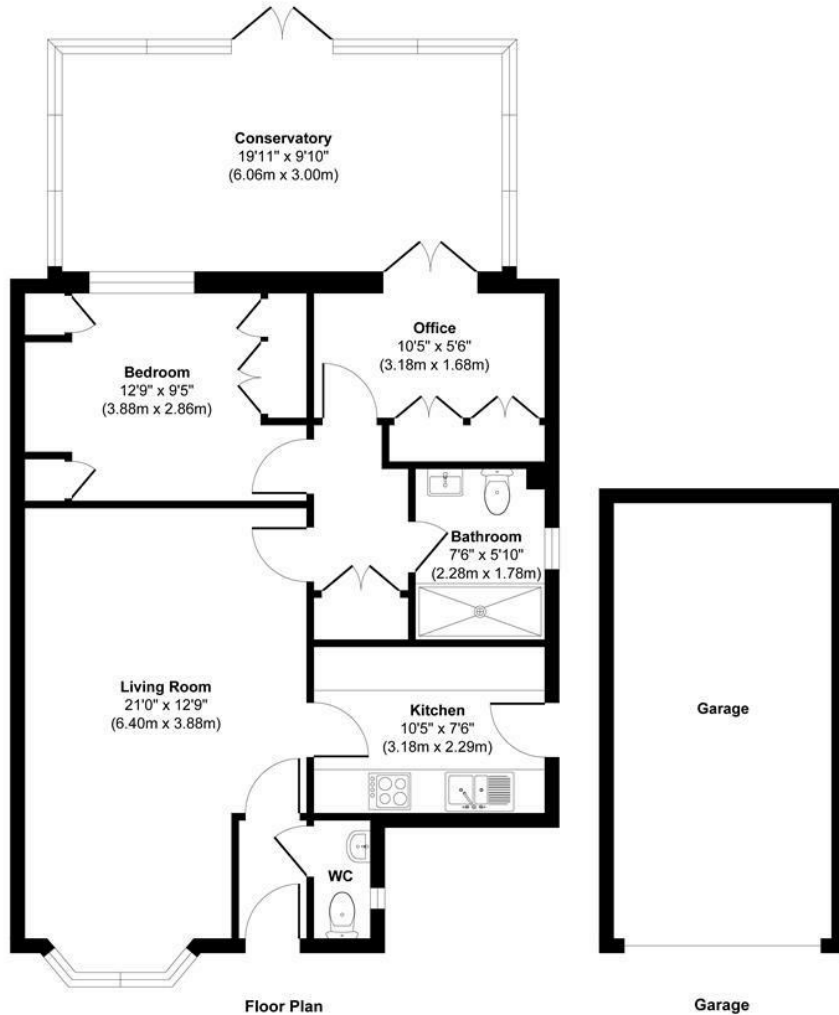 Conservatory
19'11" x 9'10"
(6.06m x 3.00m)
Office
10'5" x 5'6"
(3.18m x 1.68m)
Bedroom
12'9" x 9'5"
(3.88m x 2.86m)
Bathroom
7'6" x 5'10"
(2.28m x 1.78m)
Living Room
21'0" x 12'9"
(6.40m x 3.88m)
Kitchen
10'5" x 7'6"
(3.18m x 2.29m)
Garage
WC
Floor Plan
Garage